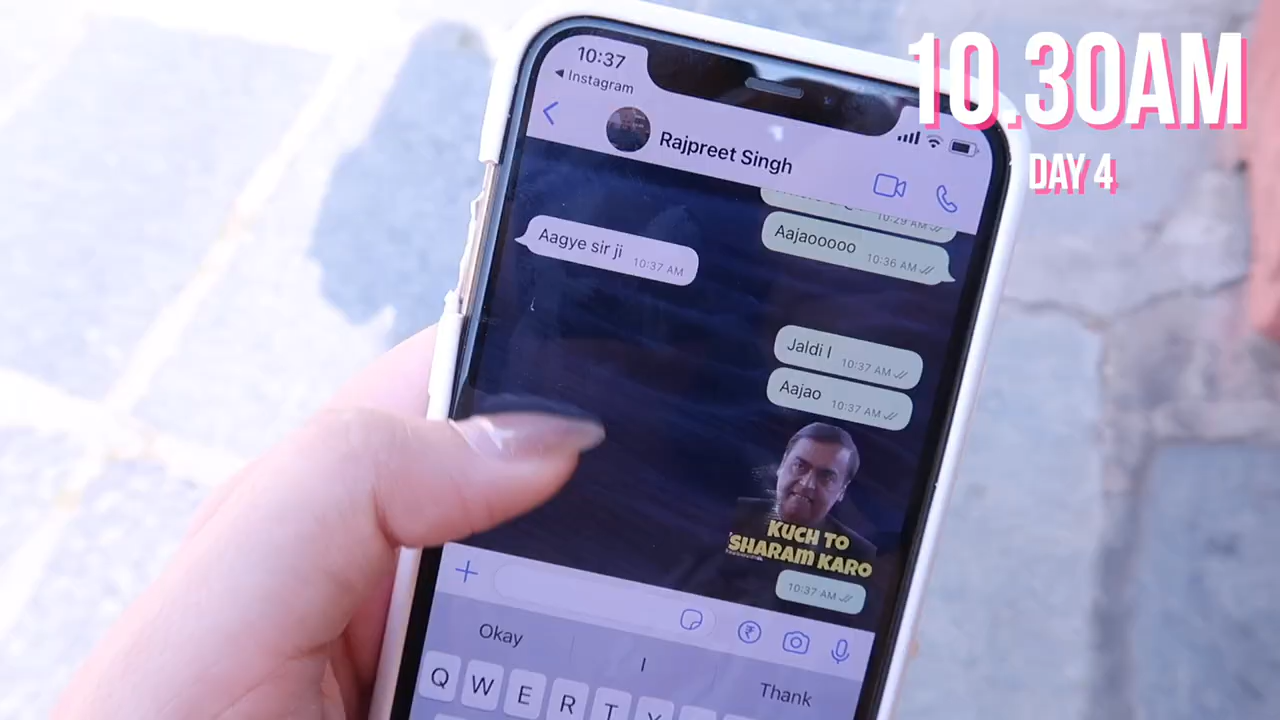 10.30AM
DAY 4
10:37
Instagram
Rajpreet Singh
10:29 AM
Aajaooooo 10:36 AM
Aagye sir ji 10:37 AM
Jaldi I 10:37 AM
Aajao 10:37 AM
KUCH TO
SHARAM KARO
10:37 AM
Okay I Thank
Q W E R T Y